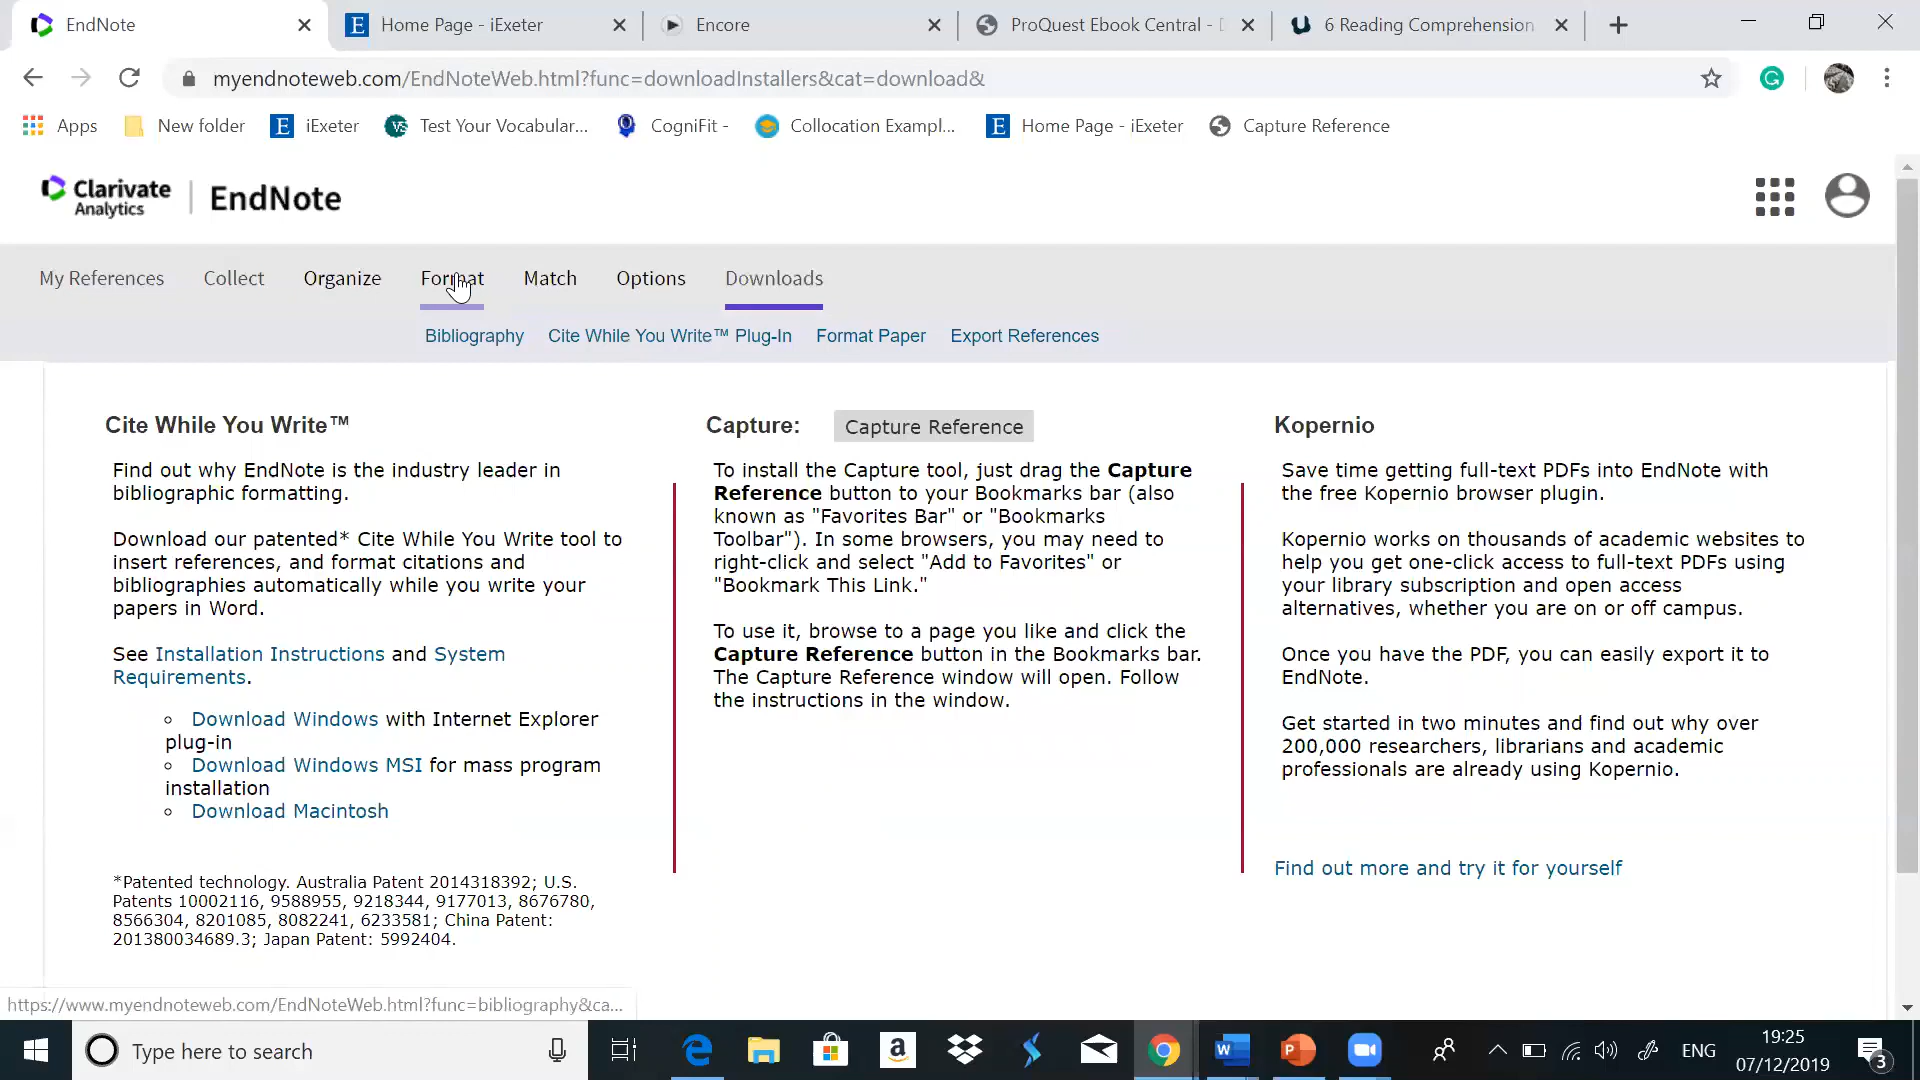 EndNote
Home Page - iExeter
Encore
ProQuest Ebook Central -
6 Reading Comprehension
myendnoteweb.com/EndNoteWeb.html?func=downloadInstallers&cat=download&
Apps
New folder
iExeter
Test Your Vocabular...
CogniFit -
Collocation Exampl...
Home Page - iExeter
Capture Reference
Clarivate
Analytics
EndNote
My References Collect Organize Format Match Options Downloads
Bibliography Cite While You Write™ Plug-In Format Paper Export References
Cite While You Write™
Find out why EndNote is the industry leader in
bibliographic formatting.
Download our patented* Cite While You Write tool to
insert references, and format citations and
bibliographies automatically while you write your
papers in Word.
See Installation Instructions and System
Requirements.
Download Windows with Internet Explorer
plug-in
Download Windows MSI for mass program
installation
Download Macintosh
*Patented technology. Australia Patent 2014318392; U.S.
Patents 10002116, 9588955, 9218344, 9177013, 8676780,
8566304, 8201085, 8082241, 6233581; China Patent:
201380034689.3; Japan Patent: 5992404.
Capture: Capture Reference
To install the Capture tool, just drag the Capture
Reference button to your Bookmarks bar (also
known as "Favorites Bar" or "Bookmarks
Toolbar"). In some browsers, you may need to
right-click and select "Add to Favorites" or
"Bookmark This Link."
To use it, browse to a page you like and click the
Capture Reference button in the Bookmarks bar.
The Capture Reference window will open. Follow
the instructions in the window.
Kopernio
Save time getting full-text PDFs into EndNote with
the free Kopernio browser plugin.
Kopernio works on thousands of academic websites to
help you get one-click access to full-text PDFs using
your library subscription and open access
alternatives, whether you are on or off campus.
Once you have the PDF, you can easily export it to
EndNote.
Get started in two minutes and find out why over
200,000 researchers, librarians and academic
professionals are already using Kopernio.
Find out more and try it for yourself
https://www.myendnoteweb.com/EndNoteWeb.html?func=bibliography&ca...
Type here to search
ENG
19:25
07/12/2019
3